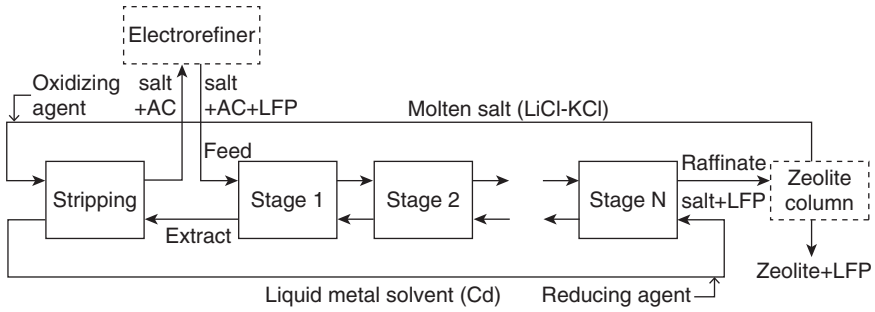 Electrorefiner
Oxidizing
agent
salt
+AC
salt
+AC+LFP
Molten salt (LiCl-KCl)
Feed
Raffinate
Stripping
Stage 1
Stage 2
Stage N
salt+LFP
Zeolite
column
Extract
Zeolite+LFP
Liquid metal solvent (Cd)
Reducing agent